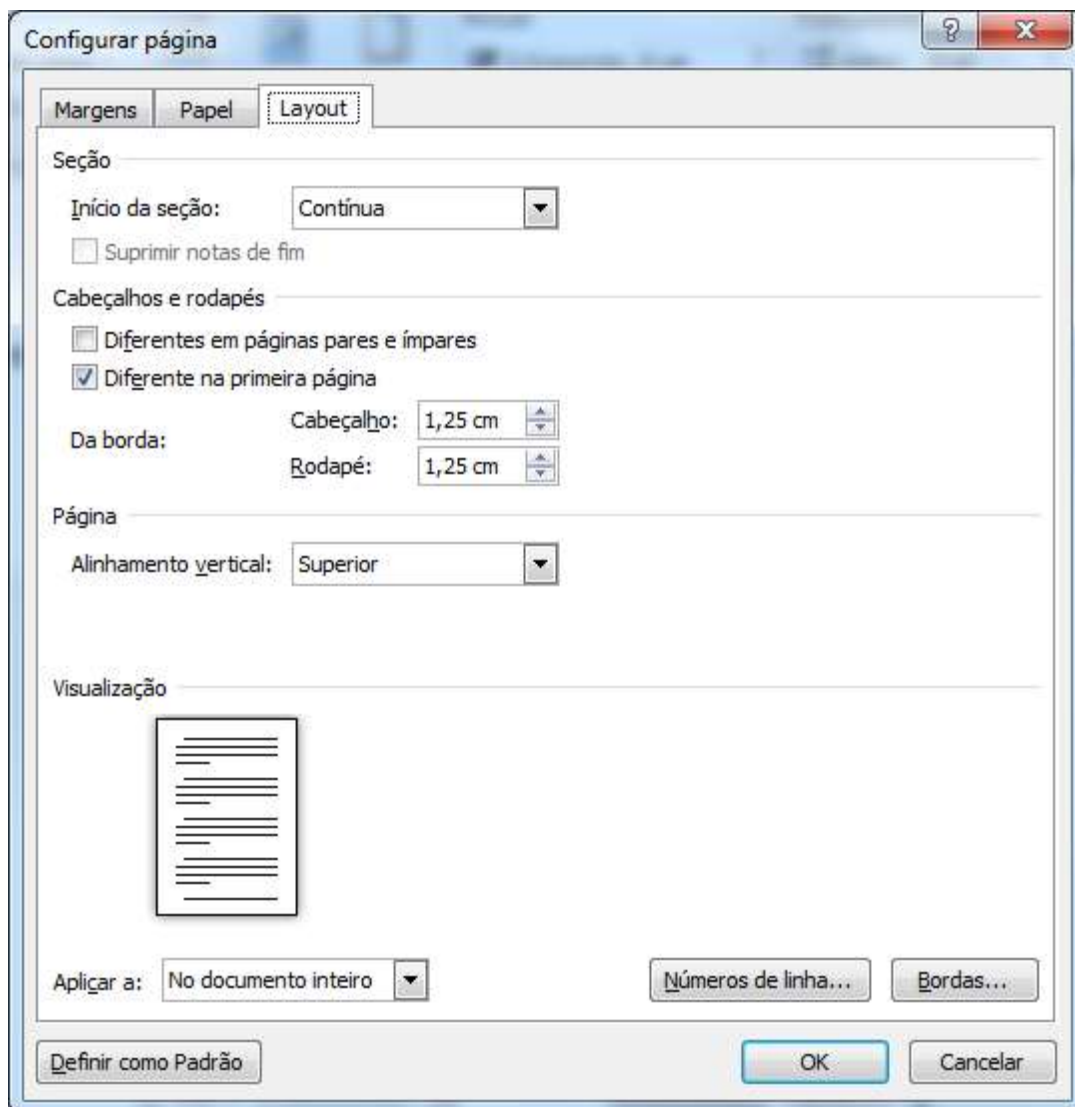 Configurar página
Margens Papel Layout
Seção
Início da seção: Contínua
Suprimir notas de fim
Cabeçalhos e rodapés
Diferentes em páginas pares e ímpares
Diferente na primeira página
Cabeçalho: 1,25 cm
Da borda:
Rodapé: 1,25 cm
Página
Alinhamento vertical: Superior
Visualização
Aplicar a: No documento inteiro Números de linha... Bordas...
Definir como Padrão OK Cancelar